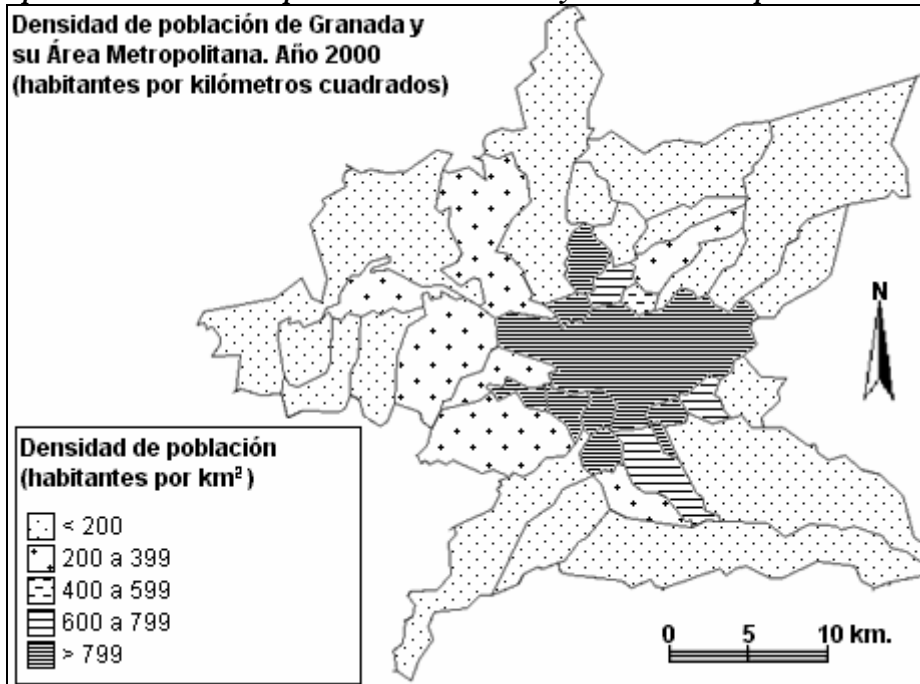 Densidad de población de Granada y
su Área Metropolitana. Año 2000
(habitantes por kilómetros cuadrados)
N
Densidad de población
(habitantes por km²)
< 200
200 a 399
400 a 599
600 a 799
> 799
0 5 10 km.